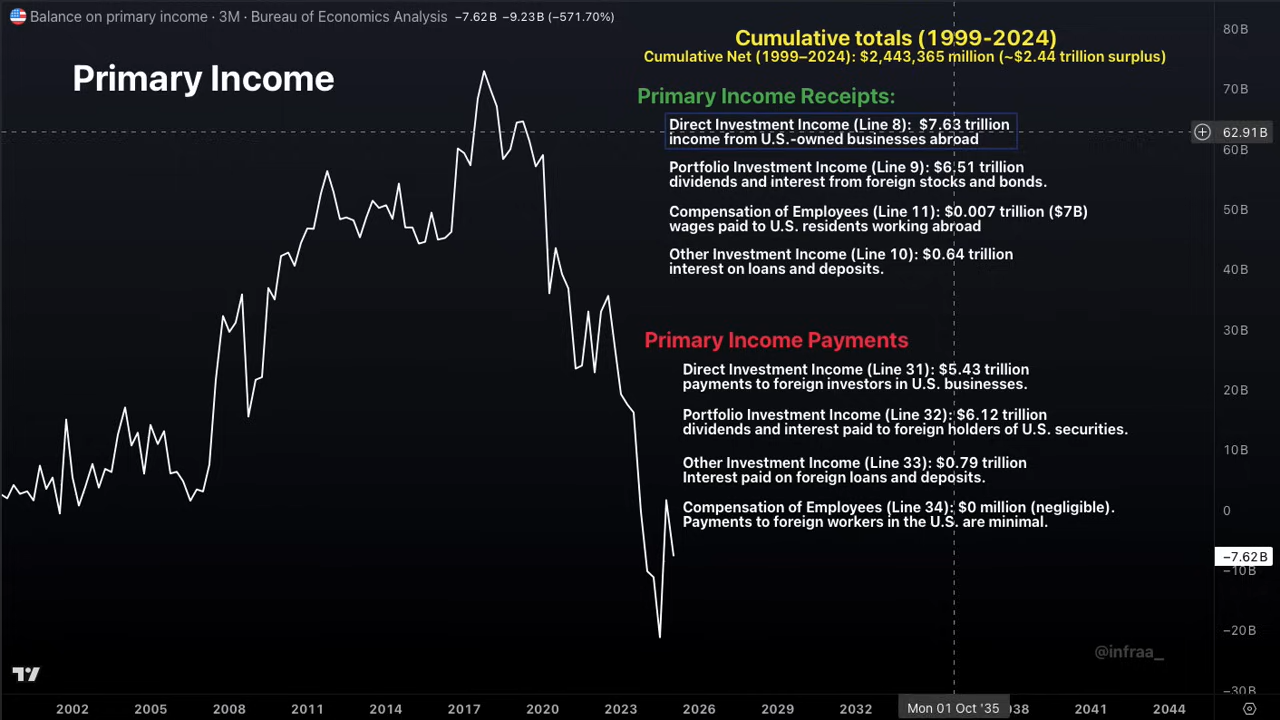 Balance on primary income · 3M · Bureau of Economics Analysis −7.62B −9.23B (−571.70%)
Primary Income
Cumulative totals (1999-2024)
Cumulative Net (1999–2024): $2,443,365 million (~$2.44 trillion surplus)
Primary Income Receipts:
Direct Investment Income (Line 8): $7.63 trillion
income from U.S.-owned businesses abroad
Portfolio Investment Income (Line 9): $6.51 trillion
dividends and interest from foreign stocks and bonds.
Compensation of Employees (Line 11): $0.007 trillion ($7B)
wages paid to U.S. residents working abroad
Other Investment Income (Line 10): $0.64 trillion
interest on loans and deposits.
Primary Income Payments
Direct Investment Income (Line 31): $5.43 trillion
payments to foreign investors in U.S. businesses.
Portfolio Investment Income (Line 32): $6.12 trillion
dividends and interest paid to foreign holders of U.S. securities.
Other Investment Income (Line 33): $0.79 trillion
Interest paid on foreign loans and deposits.
Compensation of Employees (Line 34): $0 million (negligible).
Payments to foreign workers in the U.S. are minimal.
@infraa_
80B
70B
62.91B
60B
50B
40B
30B
20B
10B
0
−7.62B
−10B
−20B
−30B
2002 2005 2008 2011 2014 2017 2020 2023 2026 2029 2032 Mon 01 Oct '35 038 2041 2044